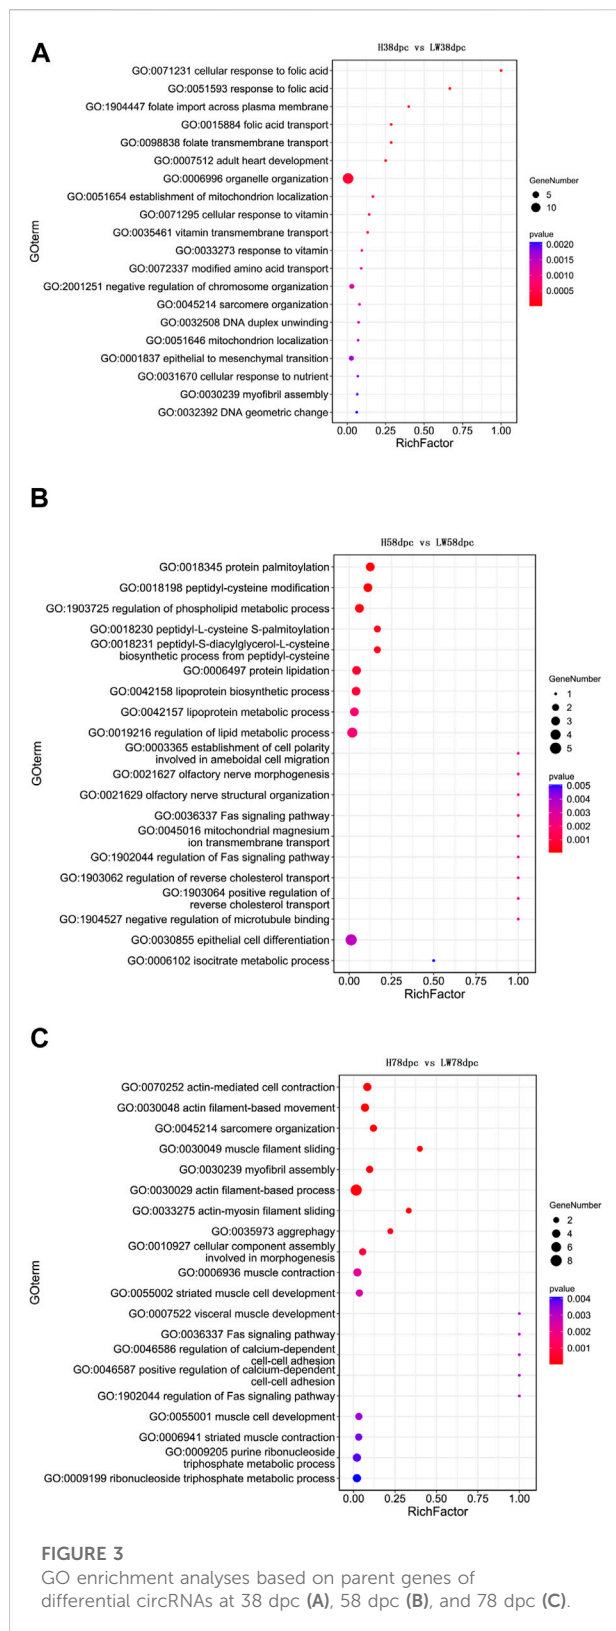 A
H38dpc vs LW38dpc
GO:0071231 cellular response to folic acid
GO:0051593 response to folic acid
GO:1904447 folate import across plasma membrane
GO:0015884 folic acid transport
GO:0098838 folate transmembrane transport
GO:0007512 adult heart development
GO:0006996 organelle organization
GO:0051654 establishment of mitochondrion localization
GO:0071295 cellular response to vitamin
GO:0035461 vitamin transmembrane transport
GO:0033273 response to vitamin
GO:0072337 modified amino acid transport
GO:2001251 negative regulation of chromosome organization
GO:0045214 sarcomere organization
GO:0032508 DNA duplex unwinding
GO:0051646 mitochondrion localization
GO:0001837 epithelial to mesenchymal transition
GO:0031670 cellular response to nutrient
GO:0030239 myofibril assembly
GO:0032392 DNA geometric change
GOterm
0.00 0.25 0.50 0.75 1.00
RichFactor
GeneNumber
5
10
pvalue
0.0020
0.0015
0.0010
0.0005
B
H58dpc vs LW58dpc
GO:0018345 protein palmitoylation
GO:0018198 peptidyl-cysteine modification
GO:1903725 regulation of phospholipid metabolic process
GO:0018230 peptidyl-L-cysteine S-palmitoylation
GO:0018231 peptidyl-S-diacylglycerol-L-cysteine
biosynthetic process from peptidyl-cysteine
GO:0006497 protein lipidation
GO:0042158 lipoprotein biosynthetic process
GO:0042157 lipoprotein metabolic process
GO:0019216 regulation of lipid metabolic process
GO:0003365 establishment of cell polarity
involved in ameboidal cell migration
GO:0021627 olfactory nerve morphogenesis
GO:0021629 olfactory nerve structural organization
GO:0036337 Fas signaling pathway
GO:0045016 mitochondrial magnesium
ion transmembrane transport
GO:1902044 regulation of Fas signaling pathway
GO:1903062 regulation of reverse cholesterol transport
GO:1903064 positive regulation of
reverse cholesterol transport
GO:1904527 negative regulation of microtubule binding
GO:0030855 epithelial cell differentiation
GO:0006102 isocitrate metabolic process
GOterm
0.00 0.25 0.50 0.75 1.00
RichFactor
GeneNumber
1
2
3
4
5
pvalue
0.005
0.004
0.003
0.002
0.001
C
H78dpc vs LW78dpc
GO:0070252 actin-mediated cell contraction
GO:0030048 actin filament-based movement
GO:0045214 sarcomere organization
GO:0030049 muscle filament sliding
GO:0030239 myofibril assembly
GO:0030029 actin filament-based process
GO:0033275 actin-myosin filament sliding
GO:0035973 aggrephagy
GO:0010927 cellular component assembly
involved in morphogenesis
GO:0006936 muscle contraction
GO:0055002 striated muscle cell development
GO:0007522 visceral muscle development
GO:0036337 Fas signaling pathway
GO:0046586 regulation of calcium-dependent
cell-cell adhesion
GO:0046587 positive regulation of calcium-dependent
cell-cell adhesion
GO:1902044 regulation of Fas signaling pathway
GO:0055001 muscle cell development
GO:0006941 striated muscle contraction
GO:0009205 purine ribonucleoside
triphosphate metabolic process
GO:0009199 ribonucleoside triphosphate metabolic process
GOterm
0.00 0.25 0.50 0.75 1.00
RichFactor
GeneNumber
2
4
6
8
pvalue
0.004
0.003
0.002
0.001
FIGURE 3
GO enrichment analyses based on parent genes of
differential circRNAs at 38 dpc (A), 58 dpc (B), and 78 dpc (C).